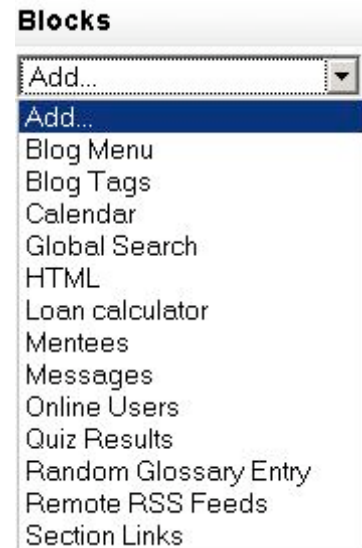 Blocks
Add...
Add...
Blog Menu
Blog Tags
Calendar
Global Search
HTML
Loan calculator
Mentees
Messages
Online Users
Quiz Results
Random Glossary Entry
Remote RSS Feeds
Section Links